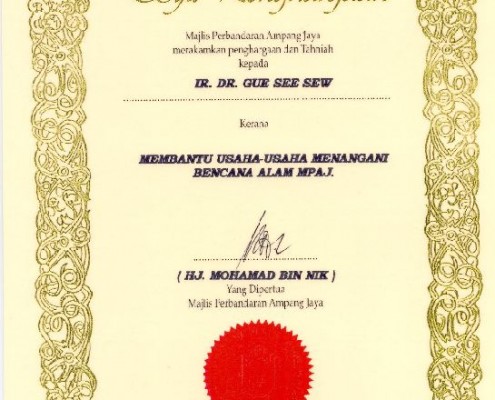 Majlis Perbandaran Ampang Jaya
merakamkan penghargaan dan Tahniah
kepada
IR. DR. GUE SEE SEW
Kerana
MEMBANTU USAHA-USAHA MENANGANI
BENCANA ALAM MPAJ.
( HJ. MOHAMAD BIN NIK )
Yang Dipertua
Majlis Perbandaran Ampang Jaya